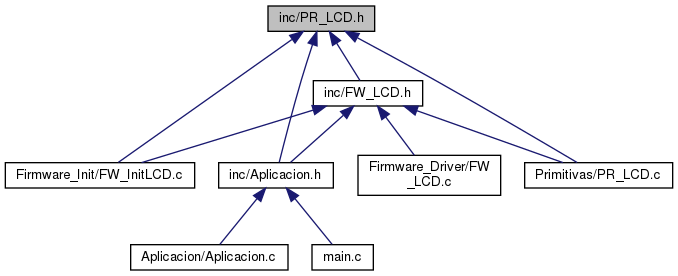 inc/PR_LCD.h
inc/FW_LCD.h
Firmware_Init/FW_InitLCD.c
inc/Aplicacion.h
Firmware_Driver/FW
_LCD.c
Primitivas/PR_LCD.c
Aplicacion/Aplicacion.c
main.c